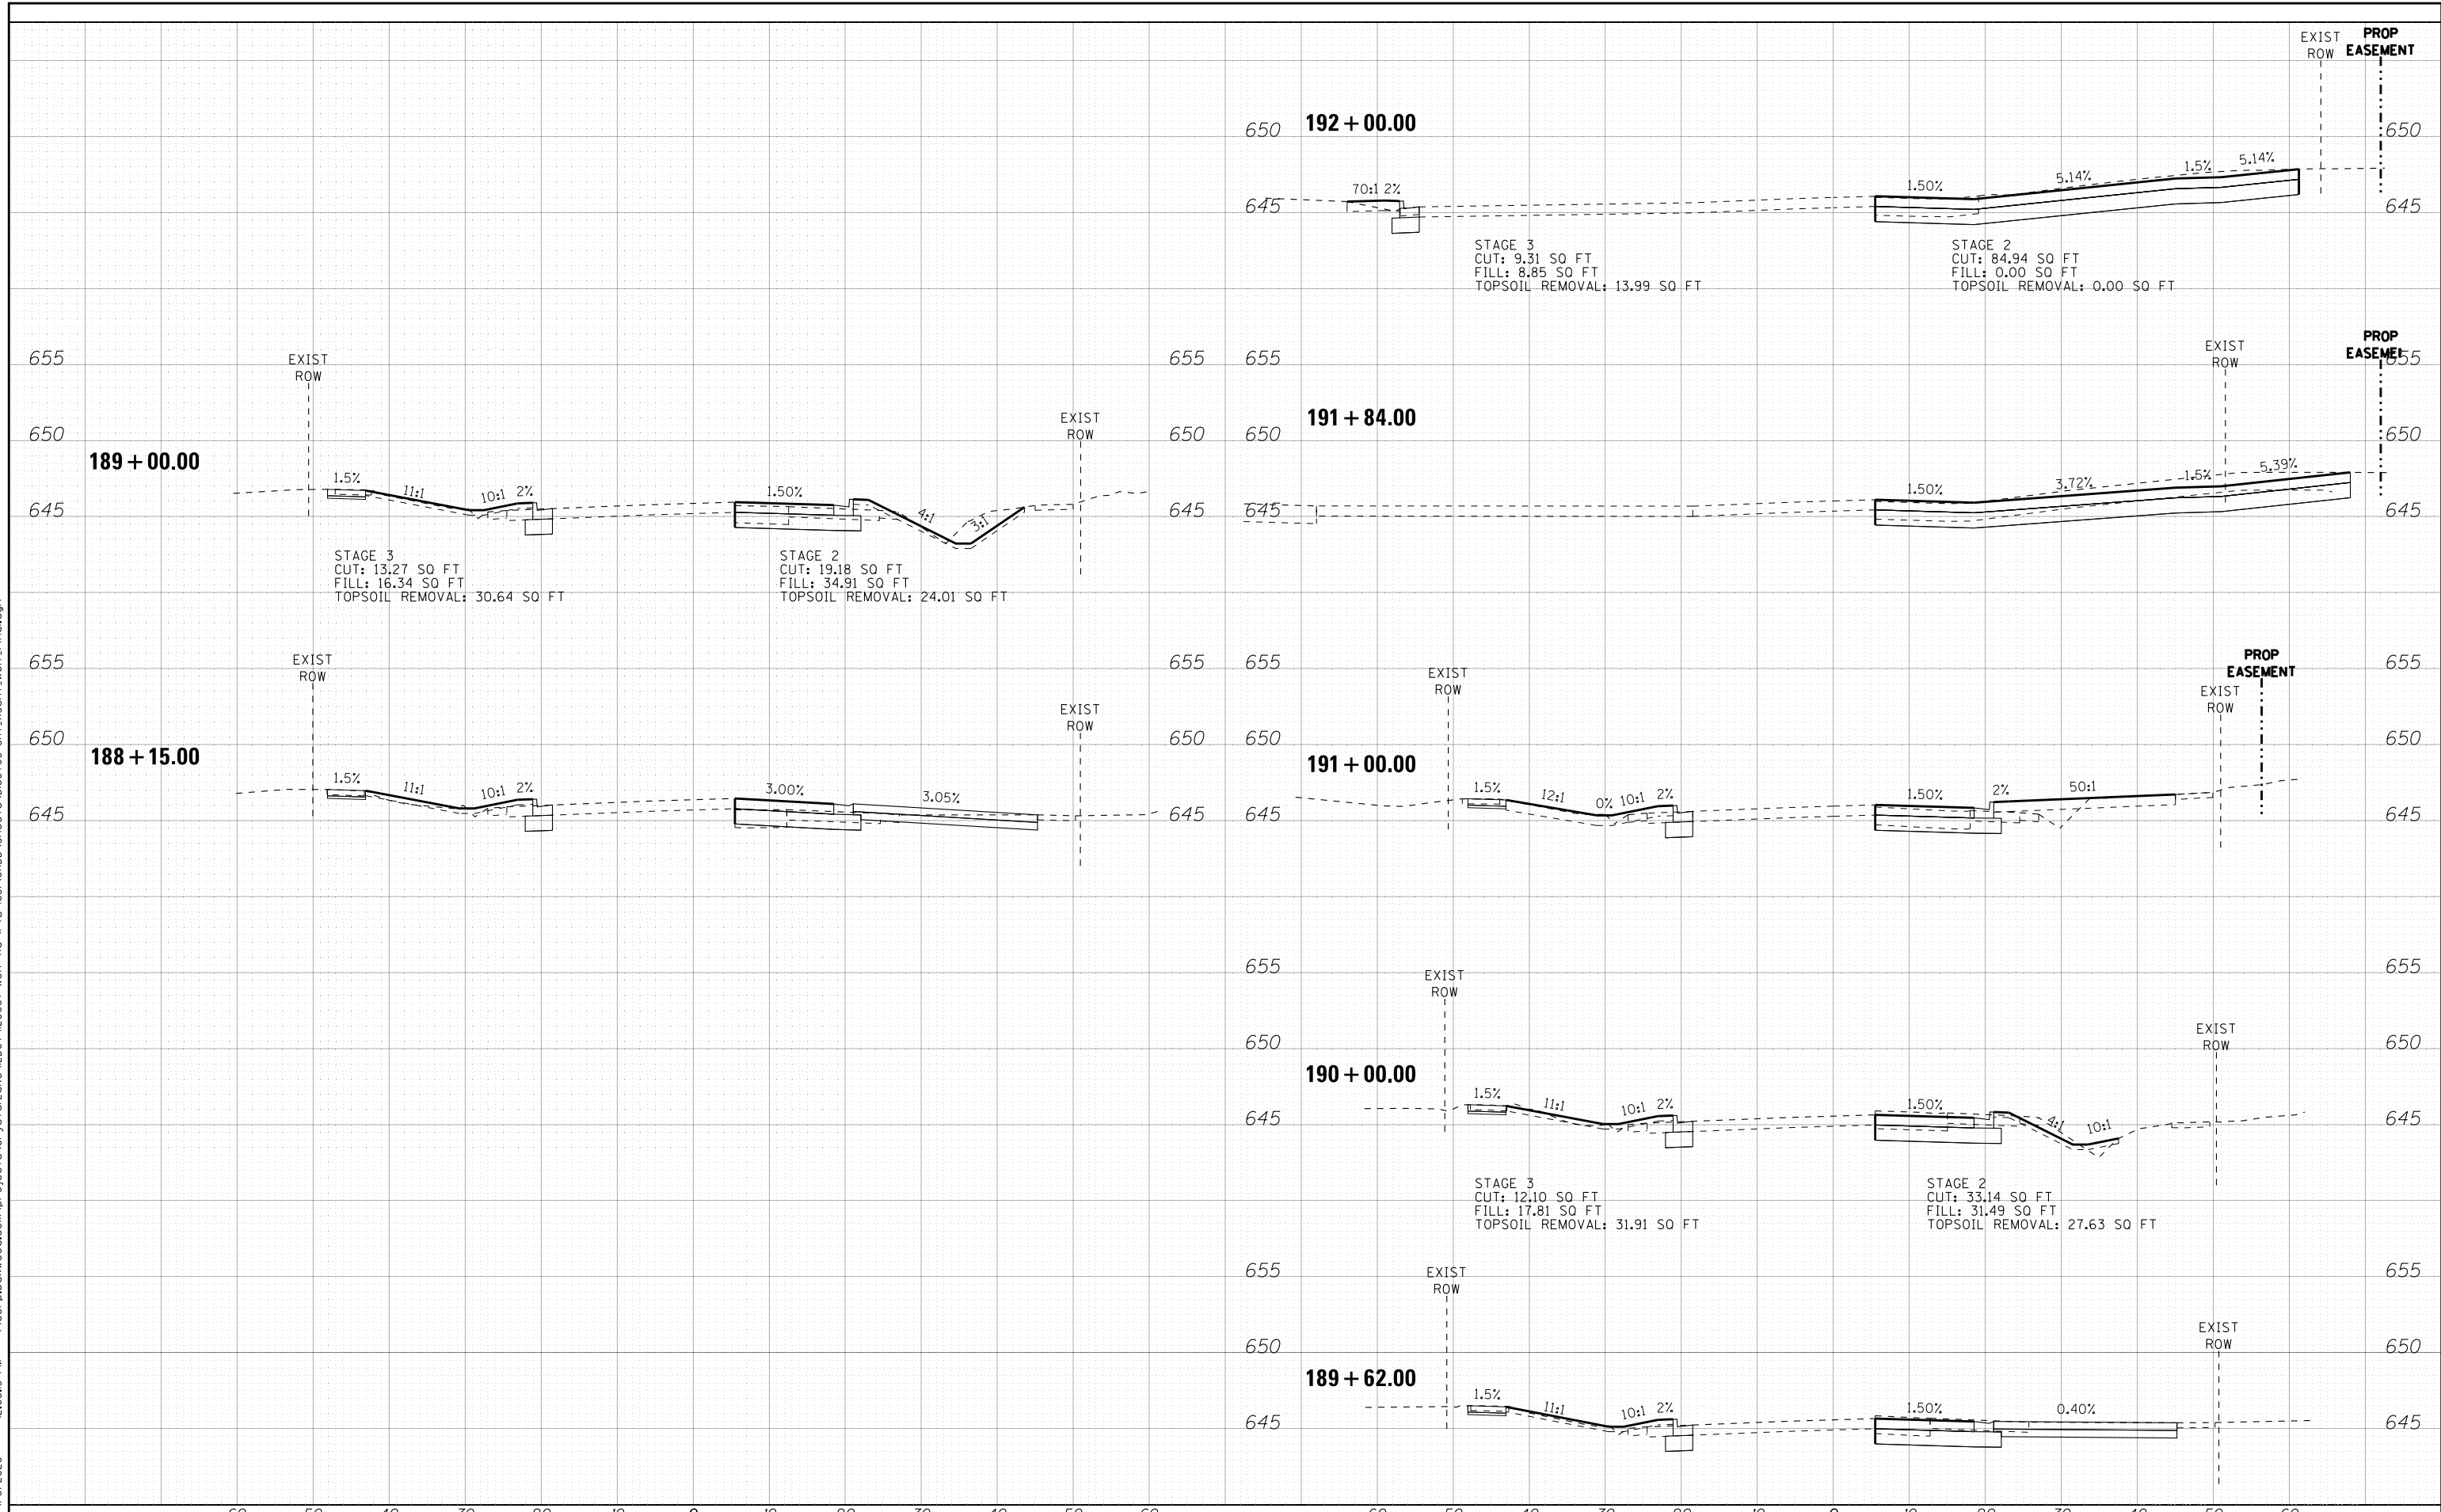 EXIST
ROW
PROP
EASEMENT
650
192+00.00
650
1.5%
5.14%
5.14%
70:1 2%
1.50%
645
645
STAGE 3
CUT: 9.31 SQ FT
FILL: 8.85 SQ FT
TOPSOIL REMOVAL: 13.99 SQ FT
STAGE 2
CUT: 84.94 SQ FT
FILL: 0.00 SQ FT
TOPSOIL REMOVAL: 0.00 SQ FT
655
EXIST
ROW
655
650
189+00.00
EXIST
ROW
650
1.5%
11:1
10:1
2%
1.50%
4:1
3:1
645
645
STAGE 3
CUT: 13.27 SQ FT
FILL: 16.34 SQ FT
TOPSOIL REMOVAL: 30.64 SQ FT
STAGE 2
CUT: 19.18 SQ FT
FILL: 34.91 SQ FT
TOPSOIL REMOVAL: 24.01 SQ FT
655
EXIST
ROW
PROP
655
650
191+84.00
650
1.50%
3.72%
1.5%
5.39%
645
645
655
EXIST
ROW
655
650
188+15.00
EXIST
ROW
650
1.5%
11:1
10:1
2%
3.00%
3.05%
645
645
655
EXIST
ROW
PROP
EASEMENT
EXIST
ROW
655
650
191+00.00
650
1.5%
12:1
0%
10:1
2%
1.50%
2%
50:1
645
645
655
EXIST
ROW
655
650
EXIST
ROW
650
190+00.00
1.5%
11:1
10:1
2%
1.50%
4:1
10:1
645
645
STAGE 3
CUT: 12.10 SQ FT
FILL: 17.81 SQ FT
TOPSOIL REMOVAL: 31.91 SQ FT
STAGE 2
CUT: 33.14 SQ FT
FILL: 31.49 SQ FT
TOPSOIL REMOVAL: 27.63 SQ FT
655
EXIST
ROW
655
650
EXIST
ROW
650
189+62.00
1.5%
11:1
10:1
2%
1.50%
0.40%
645
645